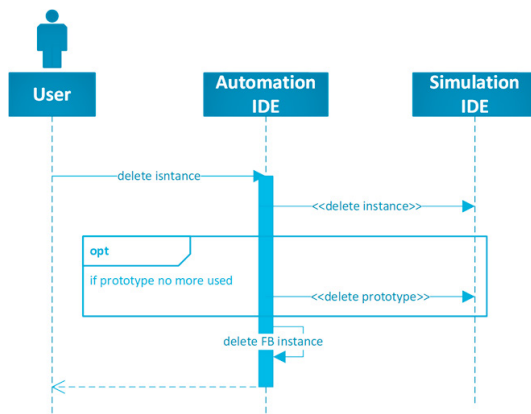 User
Automation
IDE
Simulation
IDE
delete isntance
<<delete instance>>
opt
if prototype no more used
<<delete prototype>>
delete FB instance